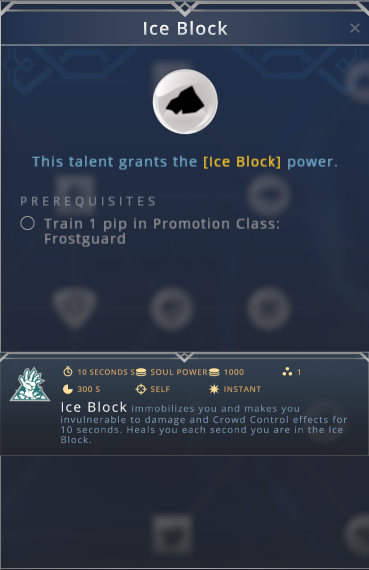 Ice Block
×
This talent grants the [Ice Block] power.
PREREQUISITES
Train 1 pip in Promotion Class:
Frostguard
10 SECONDS S SOUL POWER 1000 1
300 S SELF INSTANT
Ice Block immobilizes you and makes you
invulnerable to damage and Crowd Control effects for
10 seconds. Heals you each second you are in the Ice
Block.